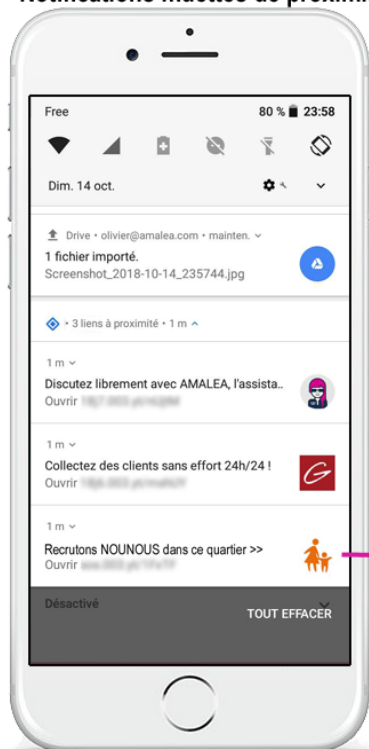 Notifications muettes de proximi
Free 80 % 23:58
Dim. 14 oct.
Drive • olivier@amalea.com • mainten.
1 fichier importé.
Screenshot_2018-10-14_235744.jpg
• 3 liens à proximité • 1 m
1 m
Discutez librement avec AMALEA, l'assista..
Ouvrir
1 m
Collectez des clients sans effort 24h/24 !
Ouvrir
G
1 m
Recrutons NOUNOUS dans ce quartier >>
Ouvrir
Désactivé
TOUT EFFACER